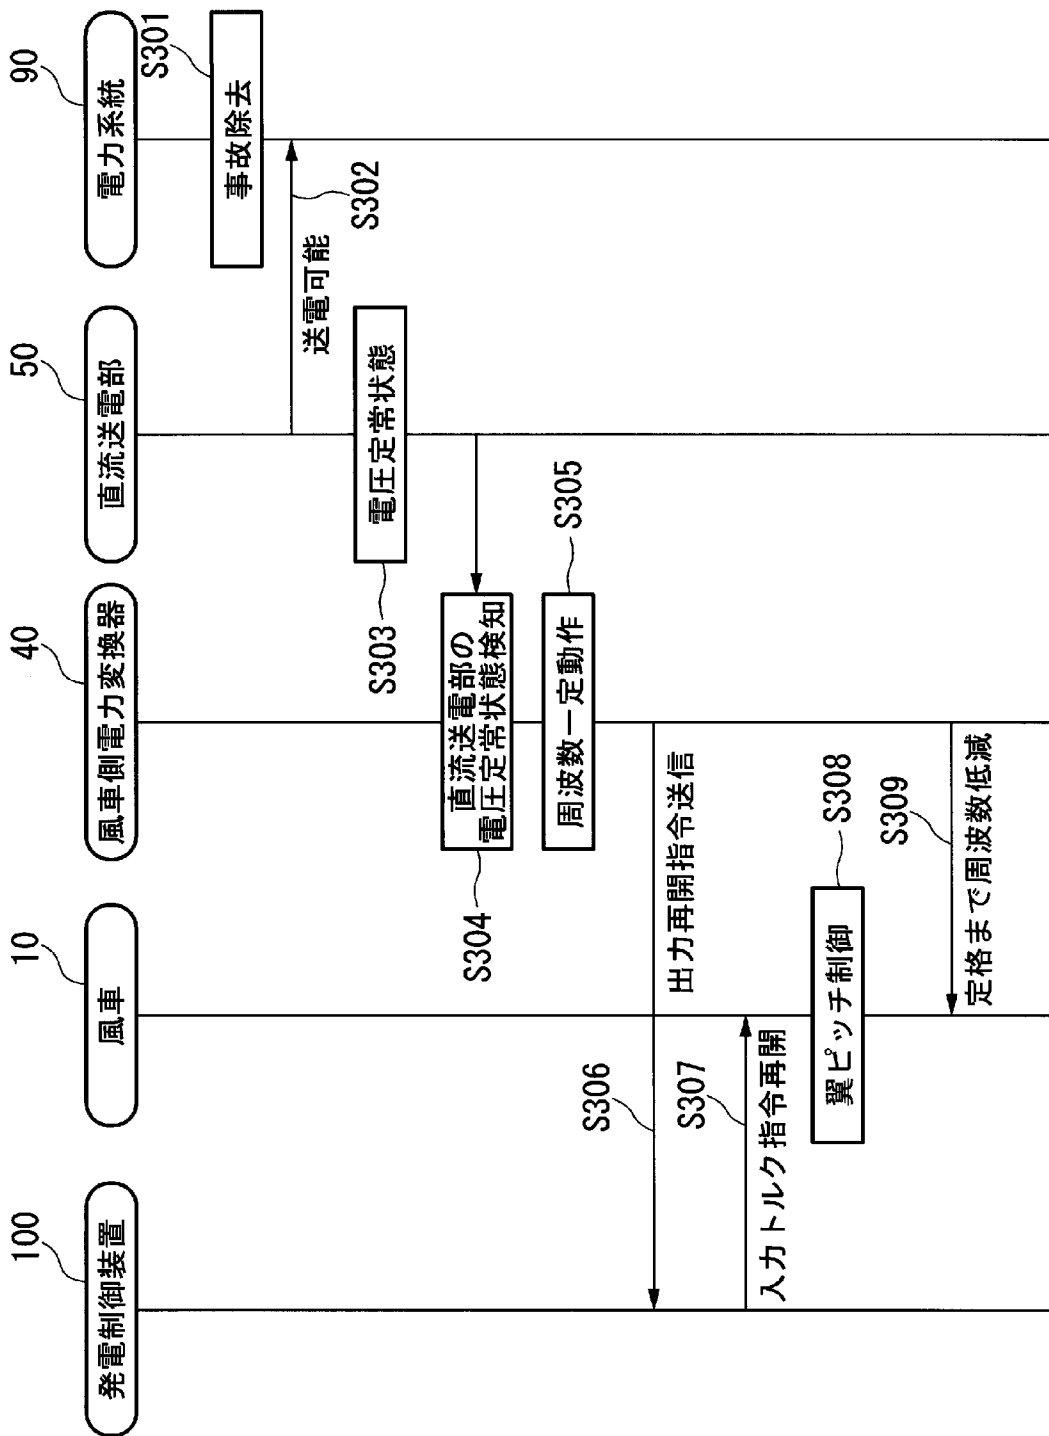 100
発電制御装置
10
風車
40
風車側電力変換器
50
直流送電部
90
電力系統
S301
事故除去
S302
送電可能
S303
電圧定常状態
S304
直流送電部の
電圧定常状態検知
S305
周波数一定動作
S306
出力再開指令送信
S307
入力トルク指令再開
S308
翼ピッチ制御
S309
定格まで周波数低減